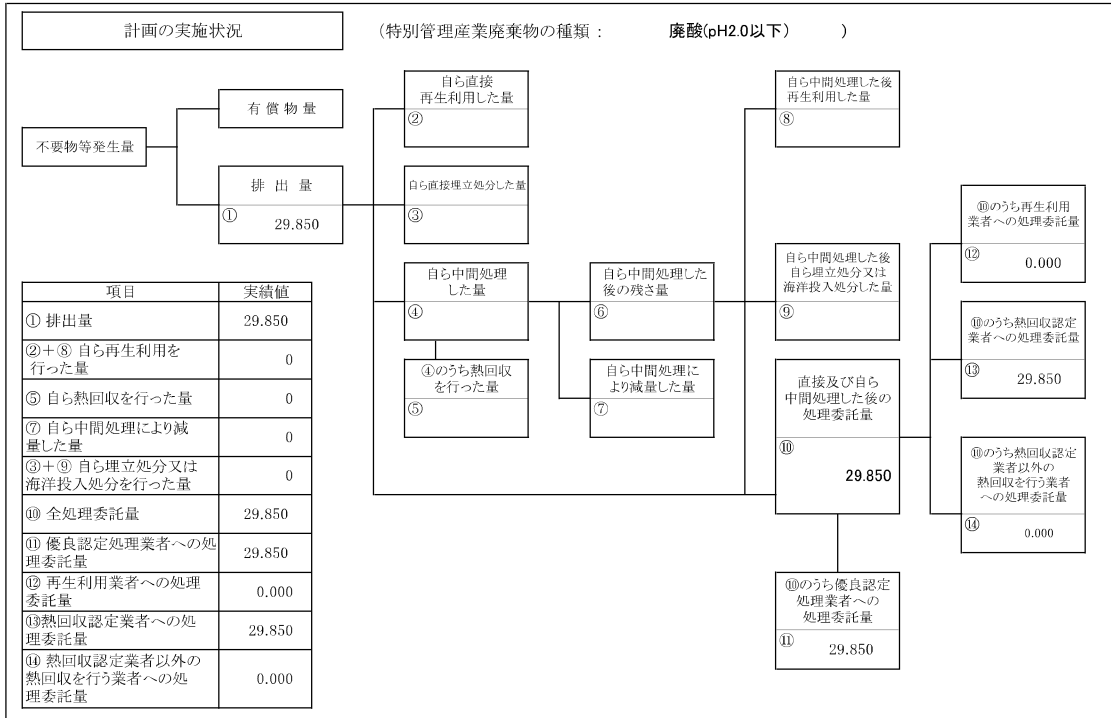 計画の実施状況
(特別管理産業廃棄物の種類： 廃酸(pH2.0以下) )
不要物等発生量
有償物量
排出量
① 29.850
自ら直接
再生利用した量
②
自ら直接埋立処分した量
③
自ら中間処理
した量
④
④のうち熱回収
を行った量
⑤
自ら中間処理した
後の残さ量
⑥
自ら中間処理に
より減量した量
⑦
自ら中間処理した後
再生利用した量
⑧
自ら中間処理した後
自ら埋立処分又は
海洋投入処分した量
⑨
直接及び自ら
中間処理した後の
処理委託量
⑩
29.850
⑩のうち優良認定
処理業者への
処理委託量
⑪ 29.850
⑩のうち再生利用
業者への処理委託量
⑫ 0.000
⑩のうち熱回収認定
業者への処理委託量
⑬ 29.850
⑩のうち熱回収認定
業者以外の
熱回収を行う業者
への処理委託量
⑭ 0.000
項目 実績値
① 排出量 29.850
②＋⑧ 自ら再生利用を
行った量 0
⑤ 自ら熱回収を行った量 0
⑦ 自ら中間処理により減
量した量 0
③＋⑨ 自ら埋立処分又は
海洋投入処分を行った量 0
⑩ 全処理委託量 29.850
⑪ 優良認定処理業者への処
理委託量 29.850
⑫ 再生利用業者への処理
委託量 0.000
⑬熱回収認定業者への処
理委託量 29.850
⑭ 熱回収認定業者以外の
熱回収を行う業者への処
理委託量 0.000